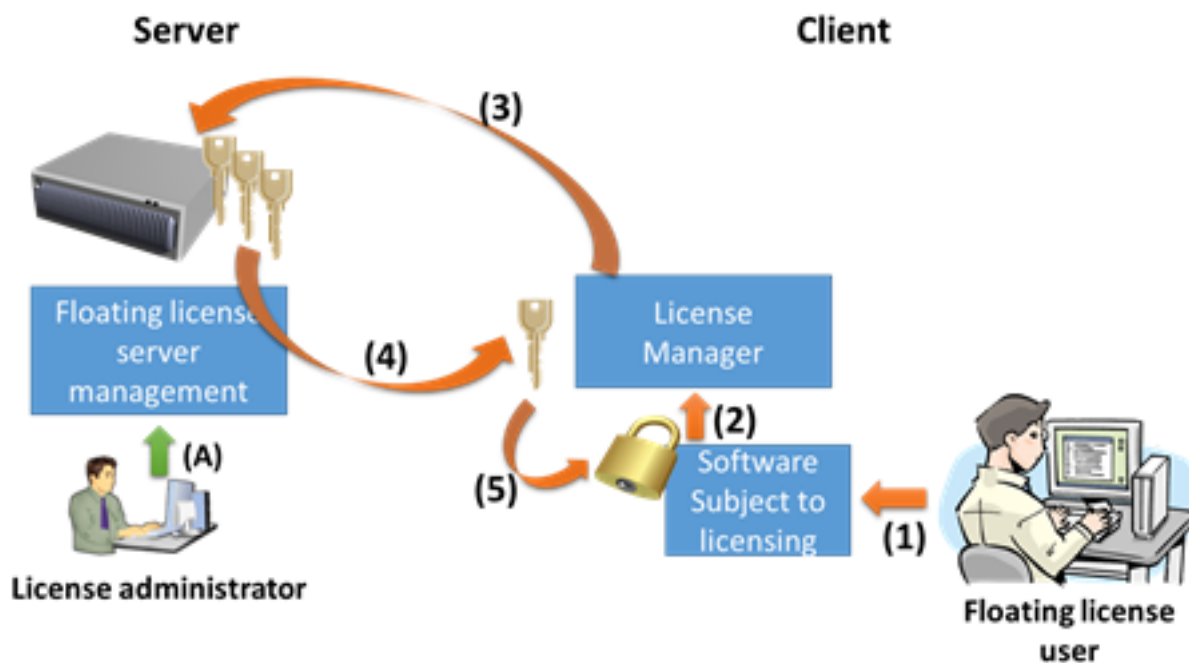 Server
Client
(3)
Floating license
server
management
(4)
License
Manager
(A)
(2)
(5)
Software
Subject to
licensing
(1)
License administrator
Floating license
user